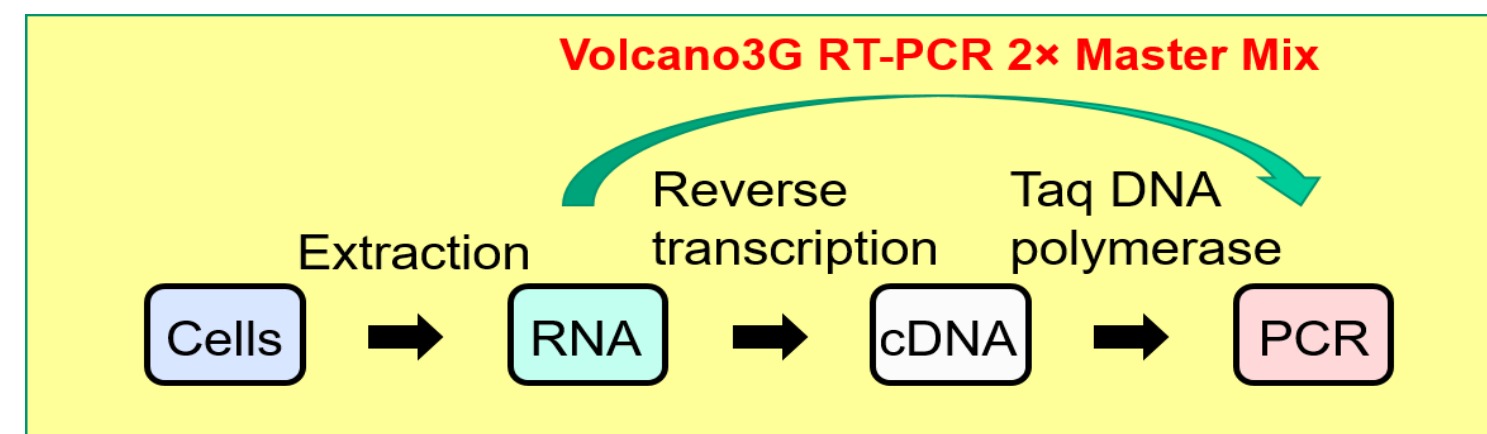 Volcano3G RT-PCR 2× Master Mix
Reverse
transcription
Taq DNA
polymerase
Extraction
Cells
RNA
cDNA
PCR